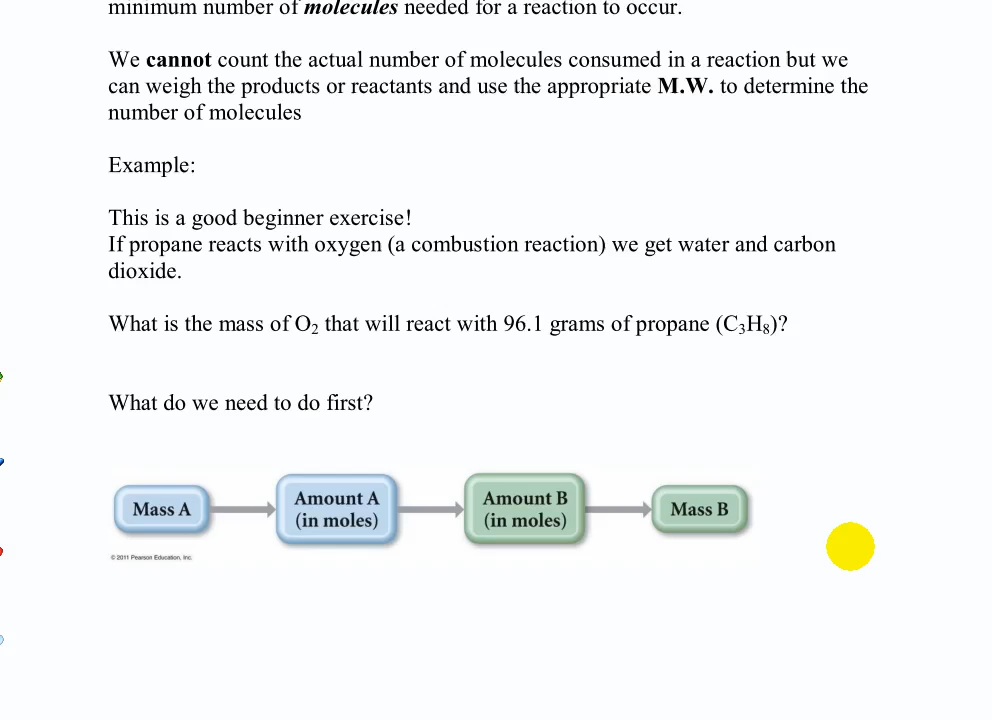 minimum number of molecules needed for a reaction to occur.
We cannot count the actual number of molecules consumed in a reaction but we
can weigh the products or reactants and use the appropriate M.W. to determine the
number of molecules
Example:
This is a good beginner exercise!
If propane reacts with oxygen (a combustion reaction) we get water and carbon
dioxide.
What is the mass of O₂ that will react with 96.1 grams of propane (C₃H₈)?
What do we need to do first?
Mass A
Amount A
(in moles)
Amount B
(in moles)
Mass B
© 2011 Pearson Education, Inc.